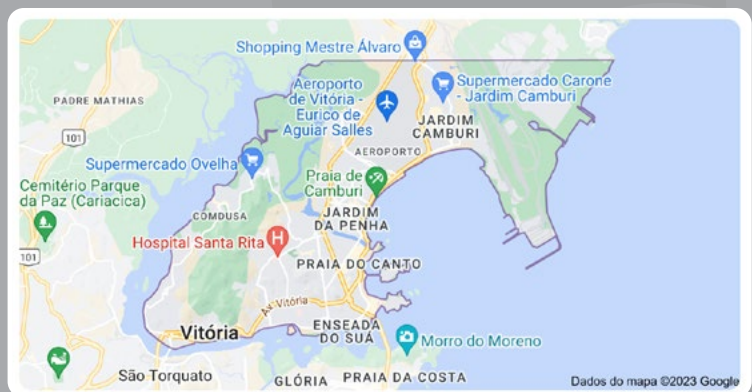 Shopping Mestre Álvaro
Aeroporto
de Vitória -
Eurico de
Aguiar Salles
Supermercado Carone
- Jardim Camburi
PADRE MATHIAS
JARDIM
CAMBURI
101
AEROPORTO
Supermercado Ovelha
Praia de
Camburi
Cemitério Parque
da Paz (Cariacica)
COMDUSA
JARDIM
DA PENHA
Hospital Santa Rita
101
PRAIA DO CANTO
Av. Vitória
Vitória
ENSEADA
DO SUÁ
Morro do Moreno
São Torquato
GLÓRIA
PRAIA DA COSTA
Dados do mapa ©2023 Google